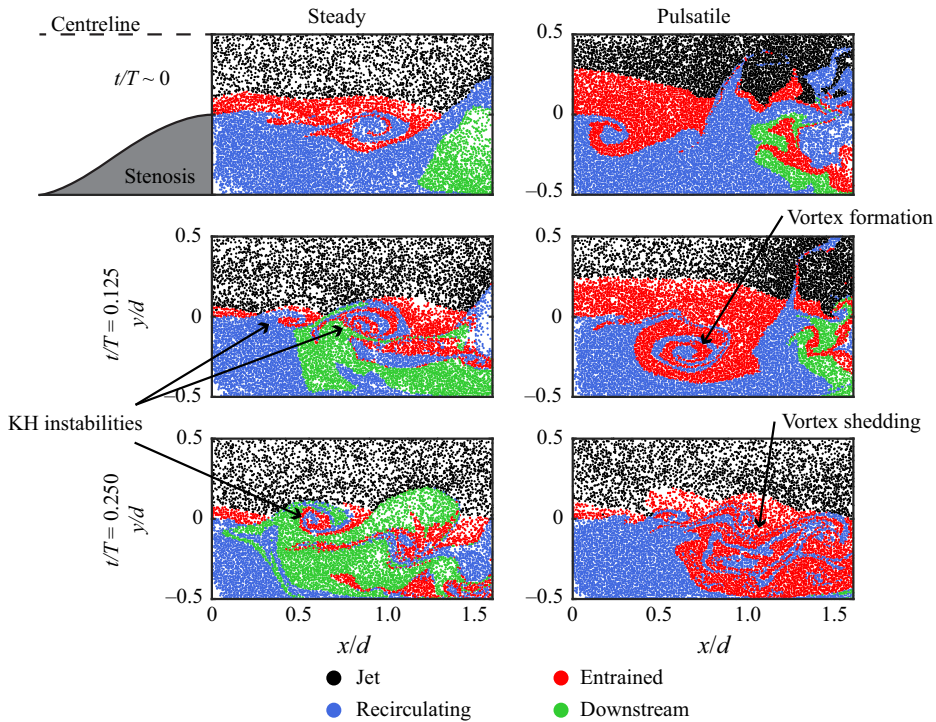 Steady
Pulsatile
Centreline
t/T ~ 0
Stenosis
0.5
0
–0.5
Vortex formation
0.5
0
–0.5
t/T = 0.125
y/d
KH instabilities
Vortex shedding
0.5
0
–0.5
0.5
0
–0.5
t/T = 0.250
y/d
0.5
0
–0.5
0
0.5
1.0
1.5
0
0.5
1.0
1.5
x/d
x/d
Jet
Entrained
Recirculating
Downstream